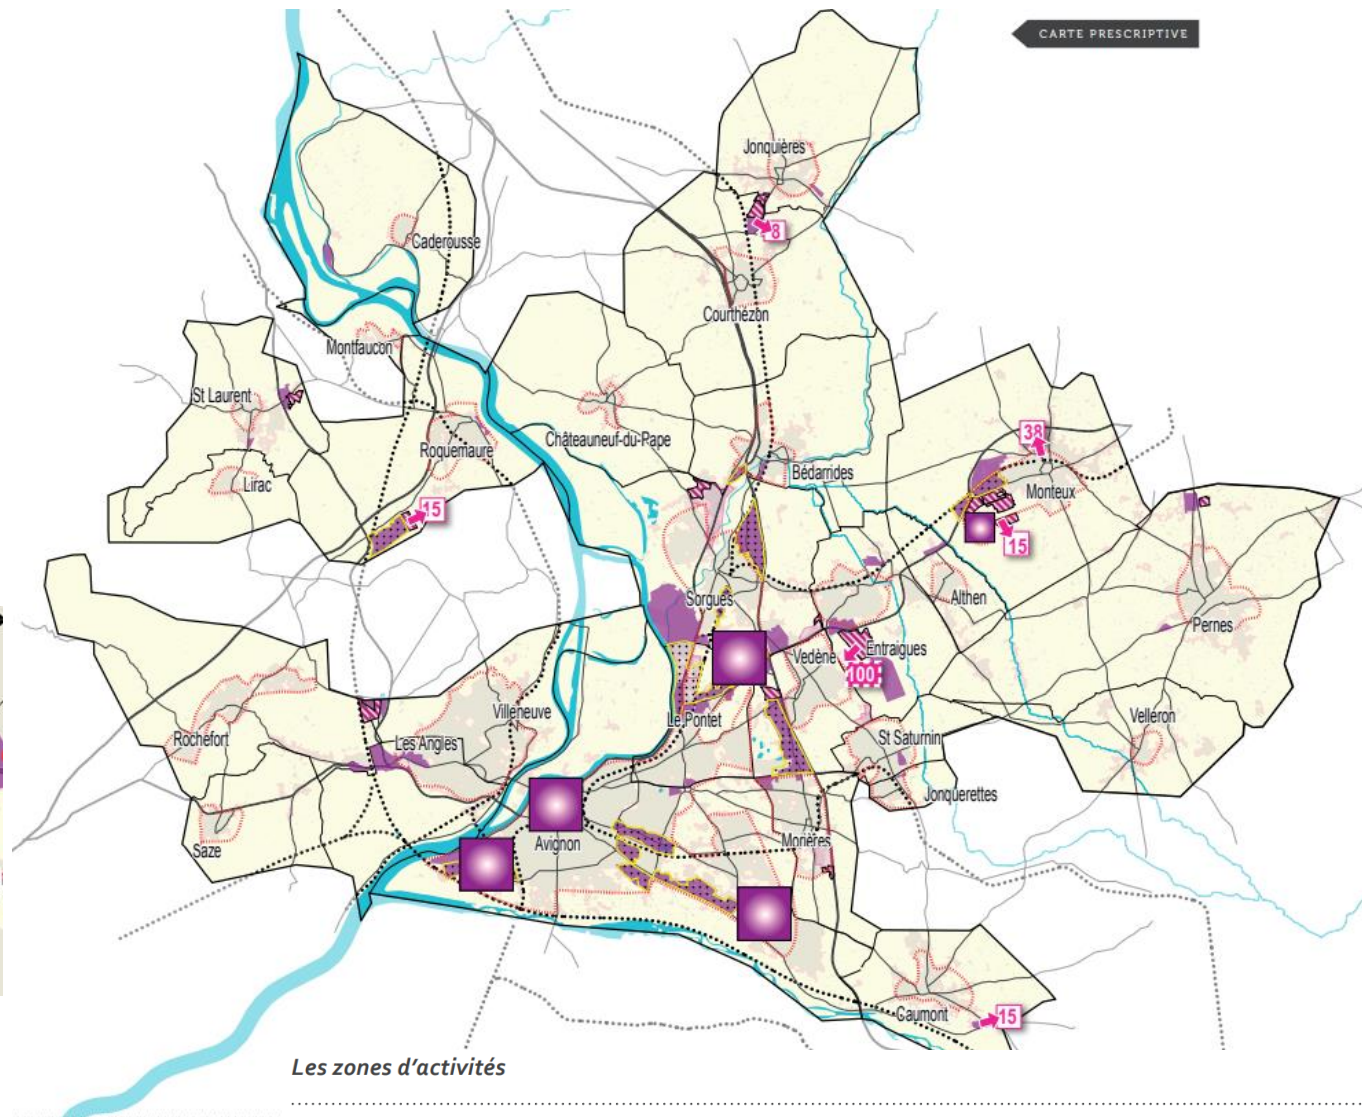 CARTE PRESCRIPTIVE
Jonquières
8
Caderousse
Courthézon
Montfaucon
St Laurent
Châteauneuf-du-Pape
38
Roquemaure
Bédarrides
Lirac
Monteux
15
15
Sorgues
Althen
Pernes
Vedène
Entraigues
100
Villeneuve
Le Pontet
Velleron
Rochefort
Les Angles
St Saturnin
Jonquerettes
Saze
Avignon
Morières
Caumont
15
Les zones d'activités